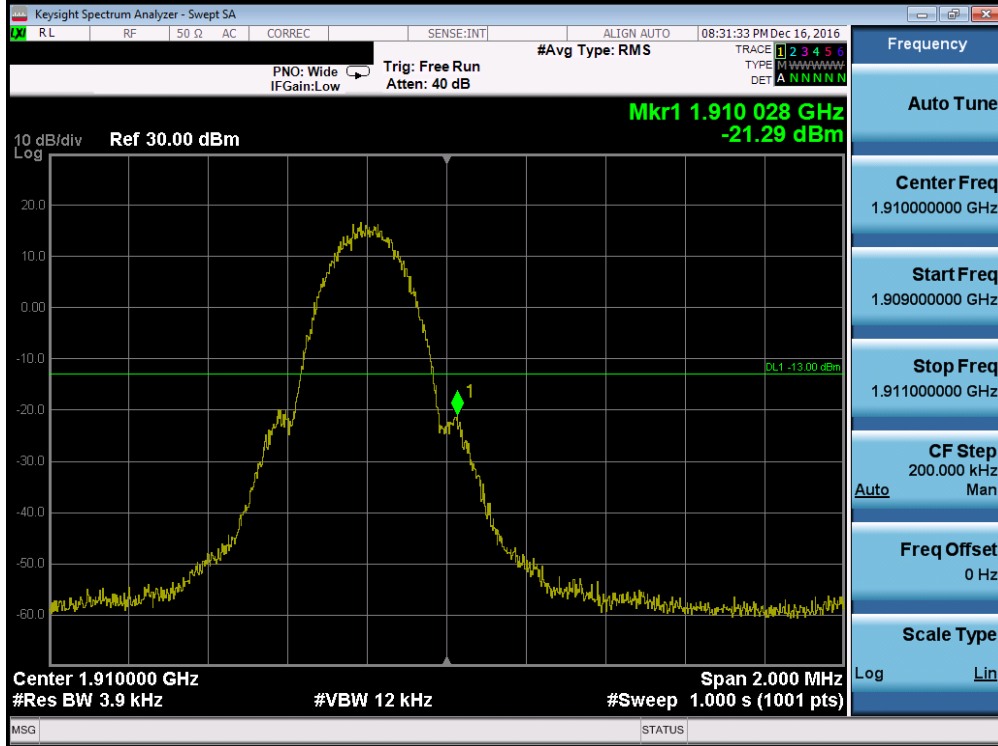 Keysight Spectrum Analyzer - Swept SA
LXI RL RF 50 Ω AC CORREC SENSE:INT ALIGN AUTO 08:31:33 PM Dec 16, 2016
#Avg Type: RMS TRACE 1 2 3 4 5 6
PNO: Wide Trig: Free Run TYPE M WWWWW
IFGain:Low Atten: 40 dB DET A N N N N N
Mkr1 1.910 028 GHz
-21.29 dBm
10 dB/div Ref 30.00 dBm
Log
20.0
10.0
0.00
-10.0
DL1 -13.00 dBm
1
-20.0
-30.0
-40.0
-50.0
-60.0
Center 1.910000 GHz Span 2.000 MHz
#Res BW 3.9 kHz #VBW 12 kHz #Sweep 1.000 s (1001 pts)
MSG STATUS
Frequency
Auto Tune
Center Freq
1.910000000 GHz
Start Freq
1.909000000 GHz
Stop Freq
1.911000000 GHz
CF Step
200.000 kHz
Auto Man
Freq Offset
0 Hz
Scale Type
Log Lin